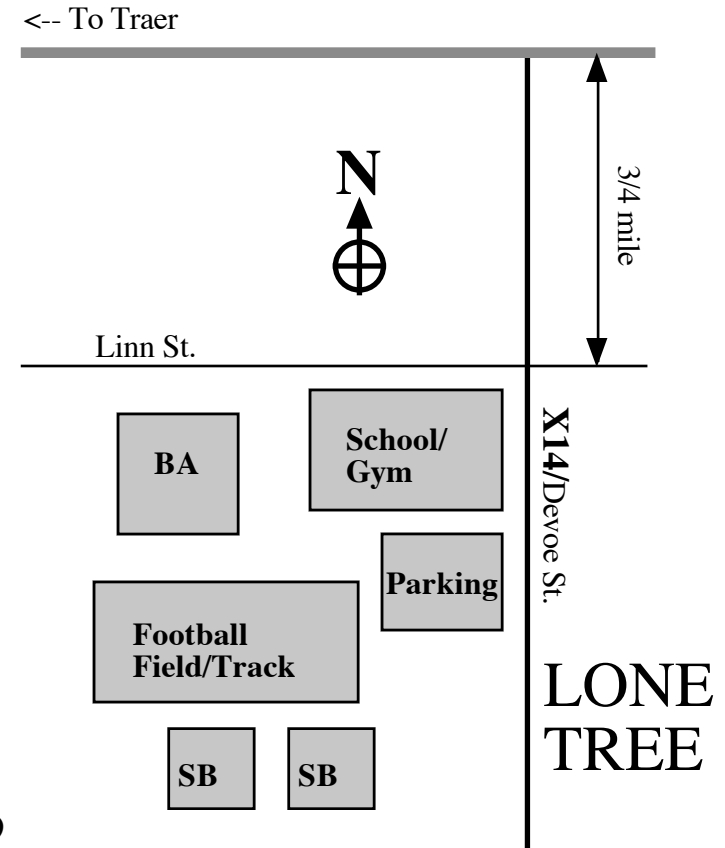 <-- To Traer
N
3/4 mile
Linn St.
School/
Gym
BA
X14/Devoe St.
Parking
Football
Field/Track
LONE
TREE
SB
SB